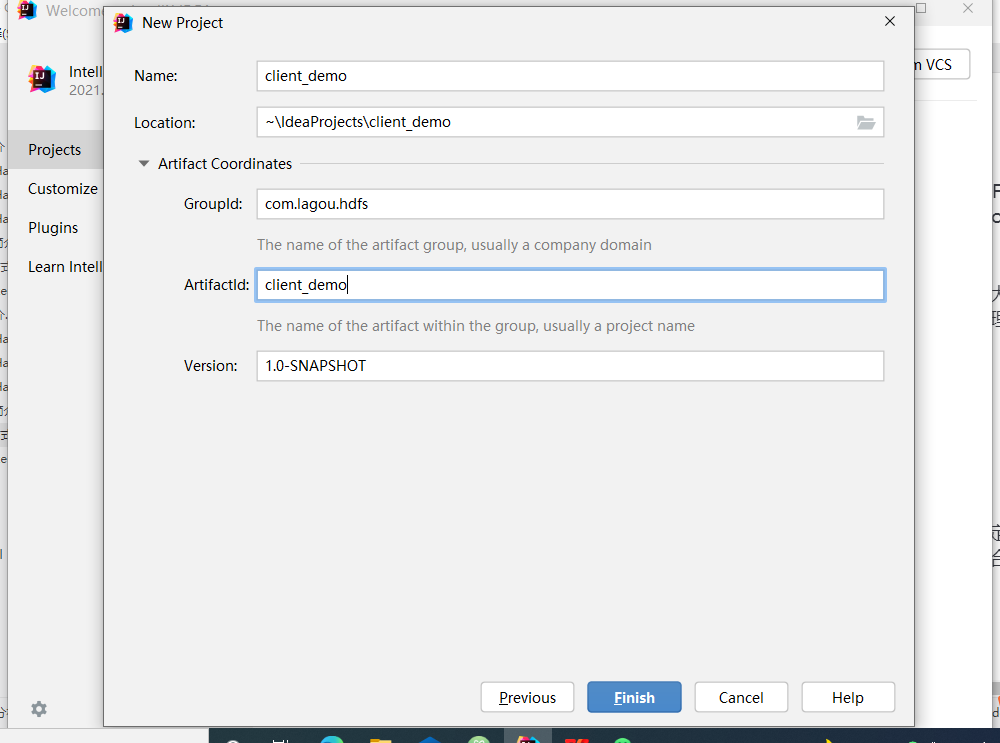 Welcom
New Project
Name:
client_demo
Intell
2021.
m VCS
Location:
~\IdeaProjects\client_demo
Projects
Artifact Coordinates
Customize
GroupId:
com.lagou.hdfs
Plugins
The name of the artifact group, usually a company domain
Learn Intell
ArtifactId:
client_demo
The name of the artifact within the group, usually a project name
Version:
1.0-SNAPSHOT
Previous
Finish
Cancel
Help